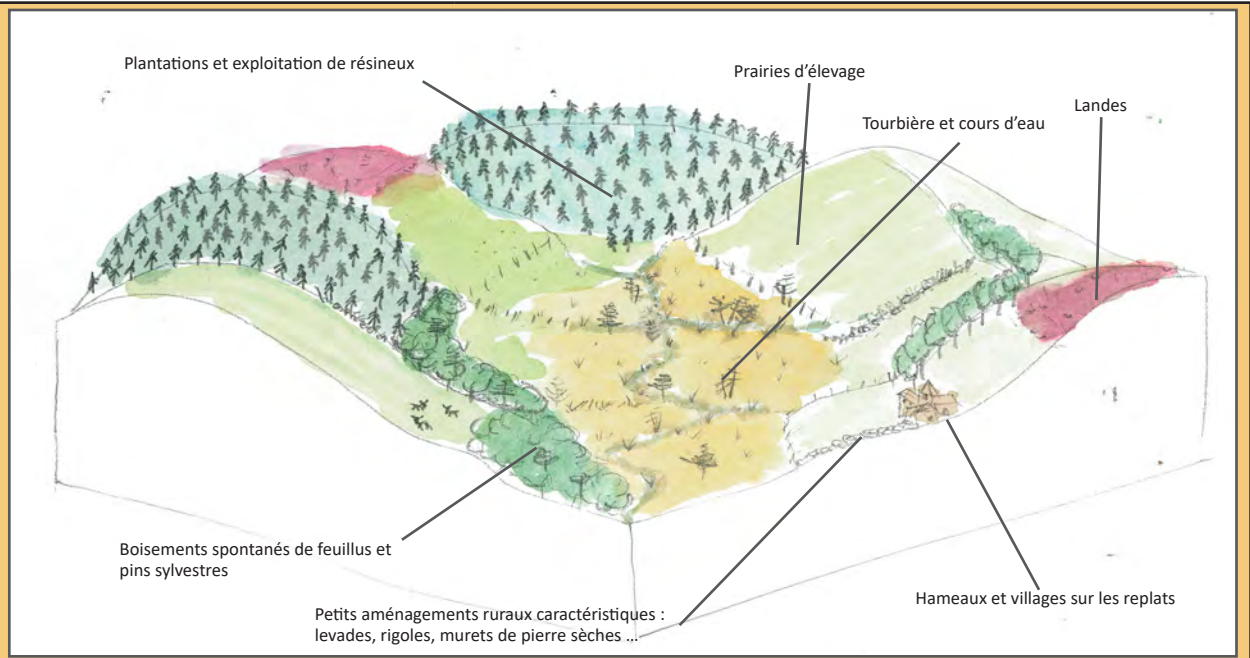 Plantations et exploitation de résineux
Prairies d'élevage
Landes
Tourbière et cours d'eau
Boisements spontanés de feuillus et
pins sylvestres
Hameaux et villages sur les replats
Petits aménagements ruraux caractéristiques :
levades, rigoles, murets de pierre sèches ...